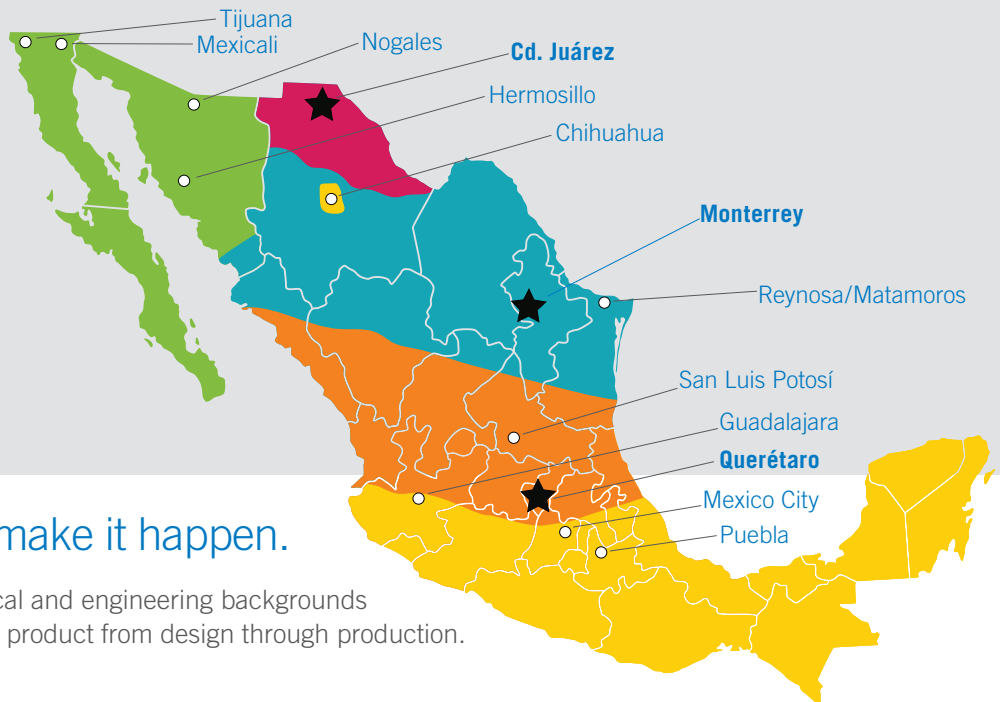 Tijuana
Mexicali
Nogales
Cd. Juárez
Hermosillo
Chihuahua
Monterrey
Reynosa/Matamoros
San Luis Potosí
Guadalajara
Querétaro
Mexico City
Puebla
make it happen.
cal and engineering backgrounds
product from design through production.